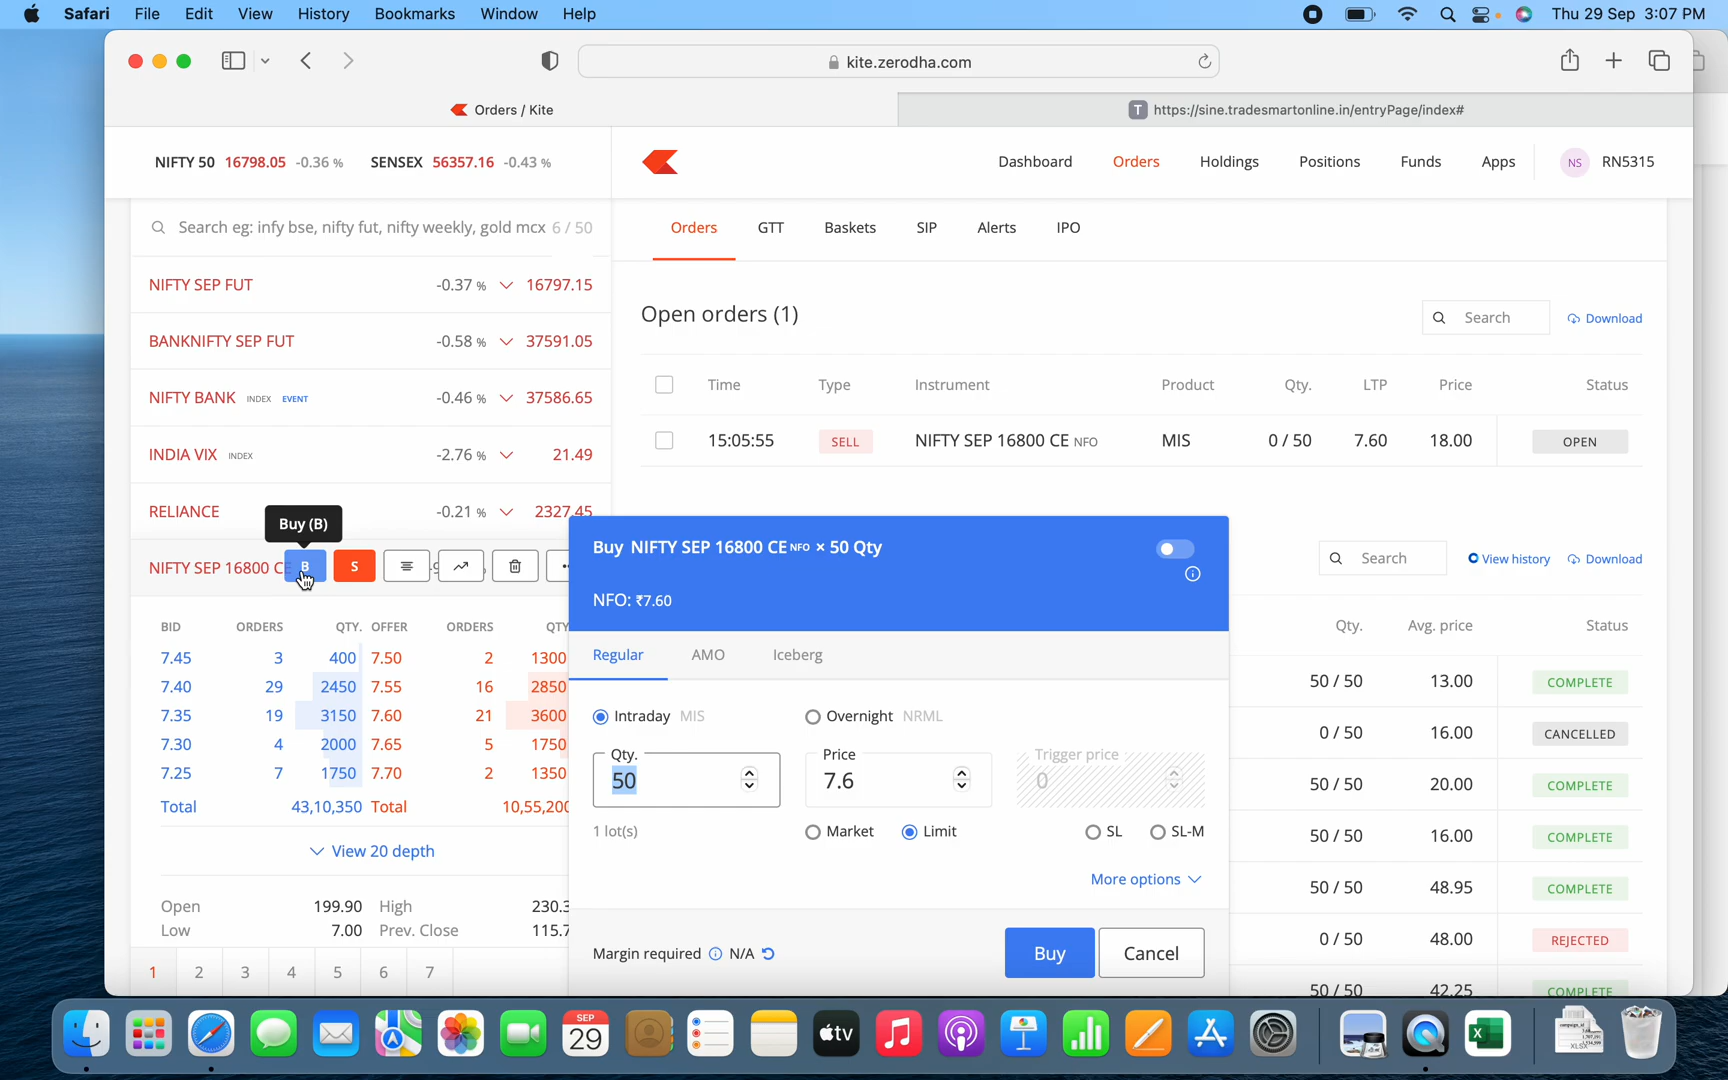 Safari File Edit View History Bookmarks Window Help Thu 29 Sep 3:07 PM
kite.zerodha.com
Orders / Kite T https://sine.tradesmartonline.in/entryPage/index#
NIFTY 50 16798.05 -0.36 % SENSEX 56357.16 -0.43 %
Dashboard Orders Holdings Positions Funds Apps NS RN5315
Search eg: infy bse, nifty fut, nifty weekly, gold mcx 6 / 50
Orders GTT Baskets SIP Alerts IPO
NIFTY SEP FUT -0.37 % 16797.15
BANKNIFTY SEP FUT -0.58 % 37591.05
NIFTY BANK INDEX EVENT -0.46 % 37586.65
INDIA VIX INDEX -2.76 % 21.49
RELIANCE -0.21 % 2327.45
Buy (B)
NIFTY SEP 16800 CE B S
BID ORDERS QTY. OFFER ORDERS QTY
7.45 3 400 7.50 2 1300
7.40 29 2450 7.55 16 2850
7.35 19 3150 7.60 21 3600
7.30 4 2000 7.65 5 1750
7.25 7 1750 7.70 2 1350
Total 43,10,350 Total 10,55,200
View 20 depth
Open 199.90 High 230.3
Low 7.00 Prev. Close 115.7
1 2 3 4 5 6 7
Open orders (1) Search Download
Time Type Instrument Product Qty. LTP Price Status
15:05:55 SELL NIFTY SEP 16800 CE NFO MIS 0 / 50 7.60 18.00 OPEN
Buy NIFTY SEP 16800 CE NFO × 50 Qty
NFO: ₹7.60
Regular AMO Iceberg
Intraday MIS Overnight NRML
Qty. Price Trigger price
50 7.6 0
1 lot(s) Market Limit SL SL-M
More options
Margin required N/A Buy Cancel
Search View history Download
Qty. Avg. price Status
50 / 50 13.00 COMPLETE
0 / 50 16.00 CANCELLED
50 / 50 20.00 COMPLETE
50 / 50 16.00 COMPLETE
50 / 50 48.95 COMPLETE
0 / 50 48.00 REJECTED
50 / 50 42.25 COMPLETE
SEP
29
tv
XLSX